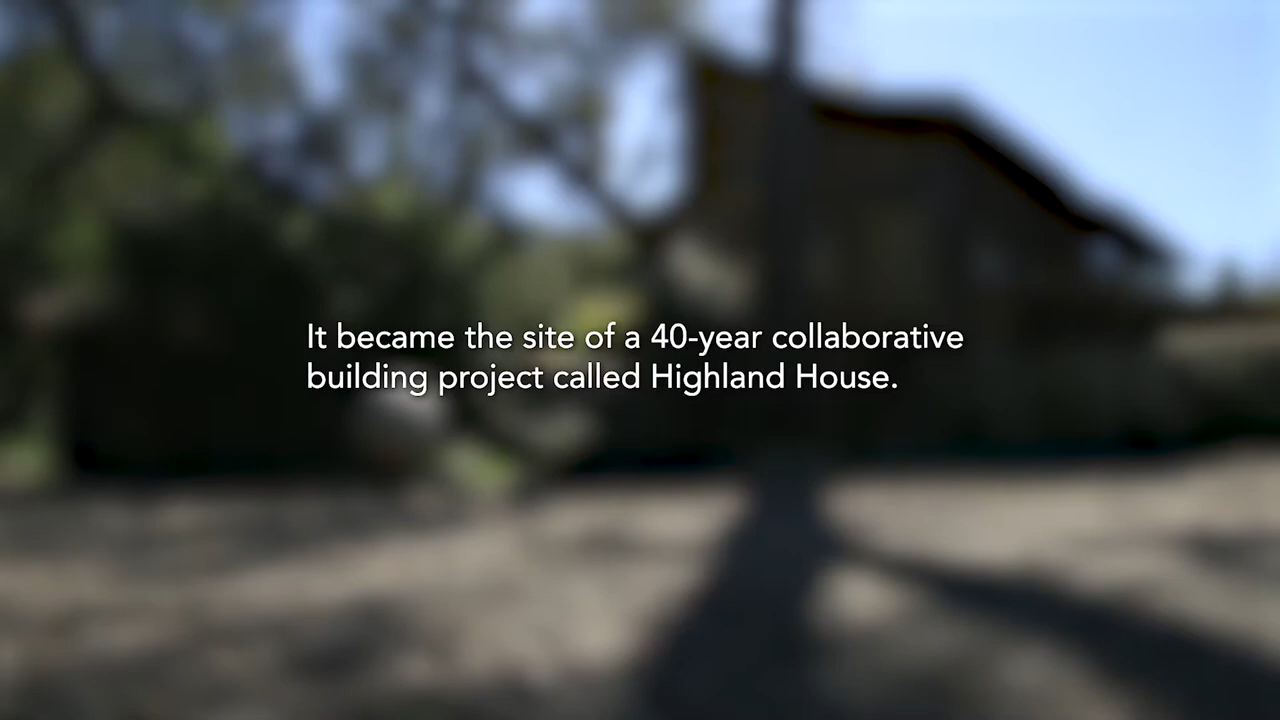 It became the site of a 40-year collaborative
building project called Highland House.